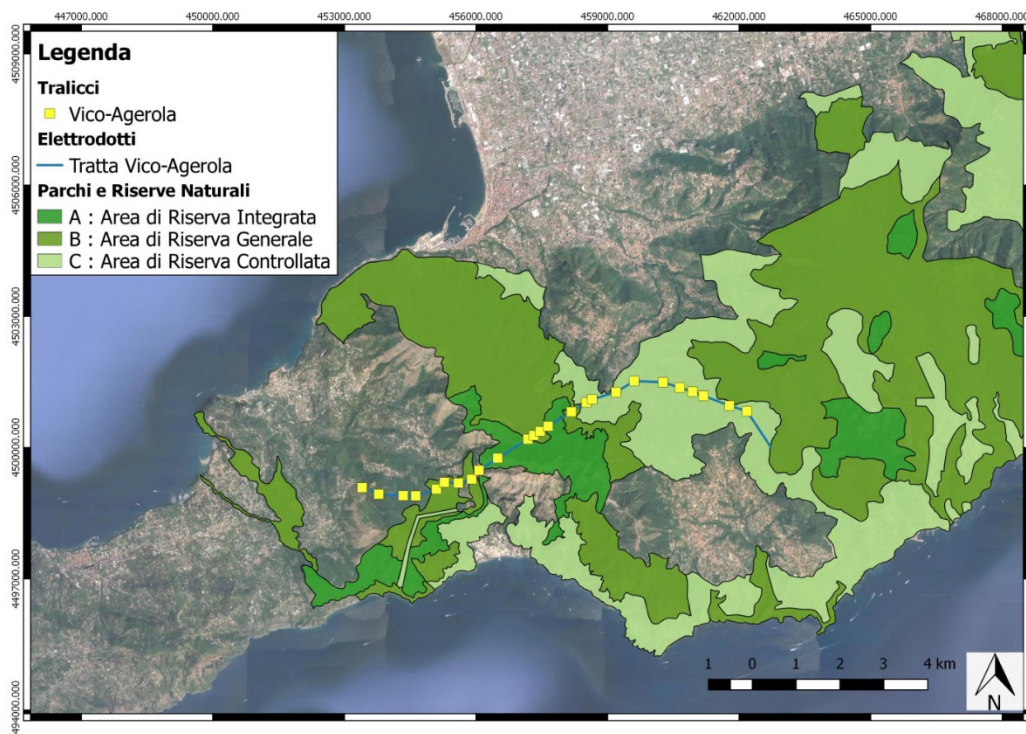 447000.000 450000.000 453000.000 456000.000 459000.000 462000.000 465000.000 468000.000
4509000.000
4506000.000
4503000.000
4500000.000
4497000.000
4494000.000
Legenda
Tralicci
Vico-Agerola
Elettrodotti
Tratta Vico-Agerola
Parchi e Riserve Naturali
A : Area di Riserva Integrata
B : Area di Riserva Generale
C : Area di Riserva Controllata
1 0 1 2 3 4 km
N